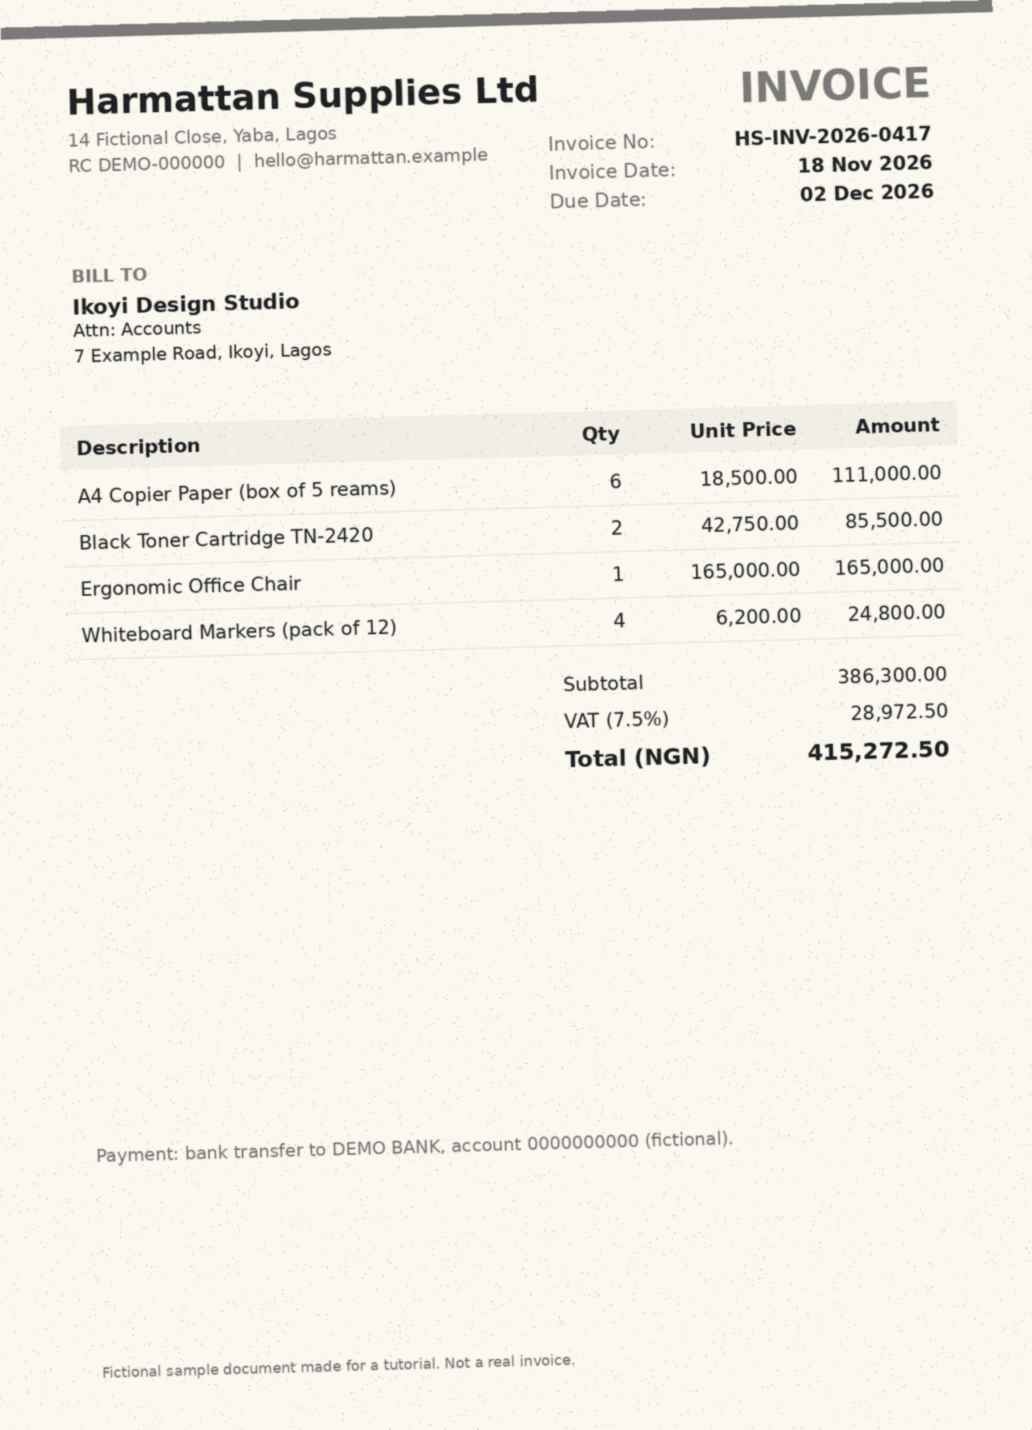 Harmattan Supplies Ltd
INVOICE
14 Fictional Close, Yaba, Lagos
RC DEMO-000000 | hello@harmattan.example
Invoice No: HS-INV-2026-0417
Invoice Date: 18 Nov 2026
Due Date: 02 Dec 2026
BILL TO
Ikoyi Design Studio
Attn: Accounts
7 Example Road, Ikoyi, Lagos
Description Qty Unit Price Amount
A4 Copier Paper (box of 5 reams) 6 18,500.00 111,000.00
Black Toner Cartridge TN-2420 2 42,750.00 85,500.00
Ergonomic Office Chair 1 165,000.00 165,000.00
Whiteboard Markers (pack of 12) 4 6,200.00 24,800.00
Subtotal 386,300.00
VAT (7.5%) 28,972.50
Total (NGN) 415,272.50
Payment: bank transfer to DEMO BANK, account 0000000000 (fictional).
Fictional sample document made for a tutorial. Not a real invoice.